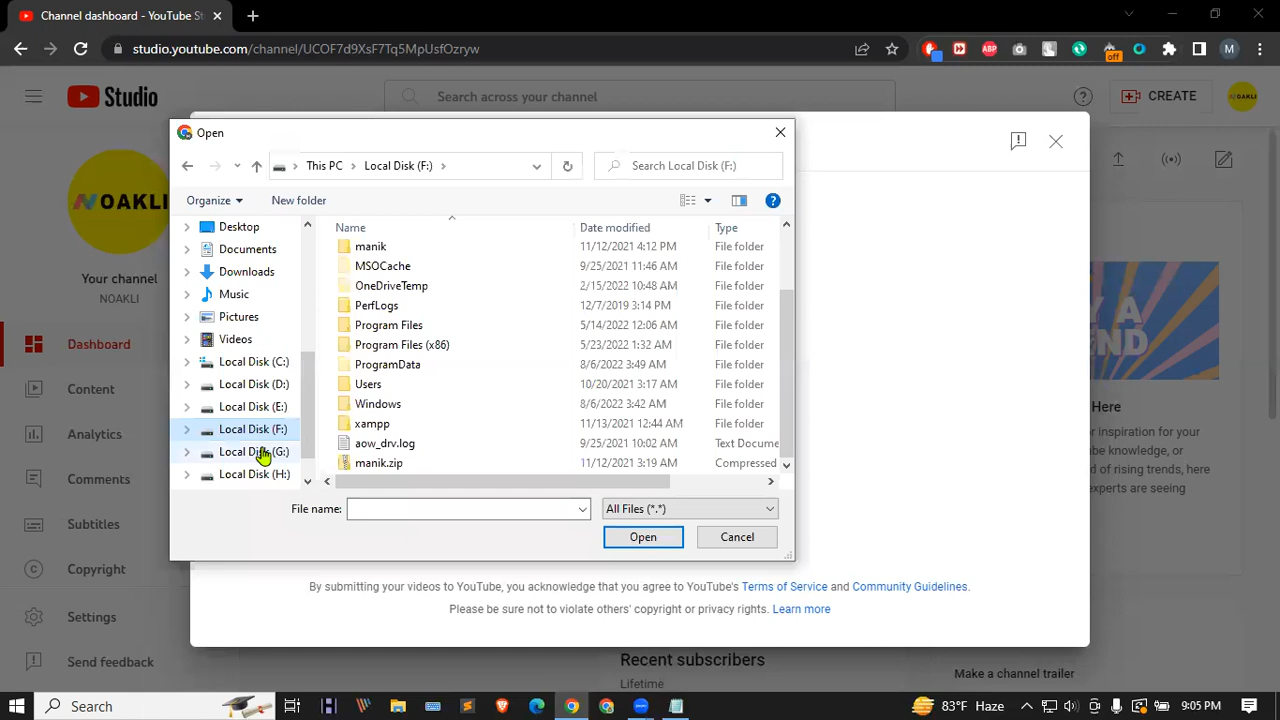 Channel dashboard - YouTube St
studio.youtube.com/channel/UCOF7d9XsF7Tq5MpUsfOzryw
ABP
off
M
Studio
Search across your channel
CREATE
NOAKLI
NOAKLI
Your channel
NOAKLI
Dashboard
Content
Analytics
Comments
Subtitles
Copyright
Settings
Send feedback
Open
This PC
Local Disk (F:)
Search Local Disk (F:)
Organize
New folder
Desktop
Documents
Downloads
Music
Pictures
Videos
Local Disk (C:)
Local Disk (D:)
Local Disk (E:)
Local Disk (F:)
Local Disk (G:)
Local Disk (H:)
Name Date modified Type
manik 11/12/2021 4:12 PM File folder
MSOCache 9/25/2021 11:46 AM File folder
OneDriveTemp 2/15/2022 10:48 AM File folder
PerfLogs 12/7/2019 3:14 PM File folder
Program Files 5/14/2022 12:06 AM File folder
Program Files (x86) 5/23/2022 1:32 AM File folder
ProgramData 8/6/2022 3:49 AM File folder
Users 10/20/2021 3:17 AM File folder
Windows 8/6/2022 3:42 AM File folder
xampp 11/13/2021 12:44 AM File folder
aow_drv.log 9/25/2021 10:02 AM Text Docume
manik.zip 11/12/2021 3:19 AM Compressed
File name:
All Files (*.*)
Open
Cancel
Here
r inspiration for your
be knowledge, or
of rising trends, here
experts are seeing
By submitting your videos to YouTube, you acknowledge that you agree to YouTube's Terms of Service and Community Guidelines.
Please be sure not to violate others' copyright or privacy rights. Learn more
Recent subscribers
Lifetime
Make a channel trailer
Search
83°F Haze
3:05 PM